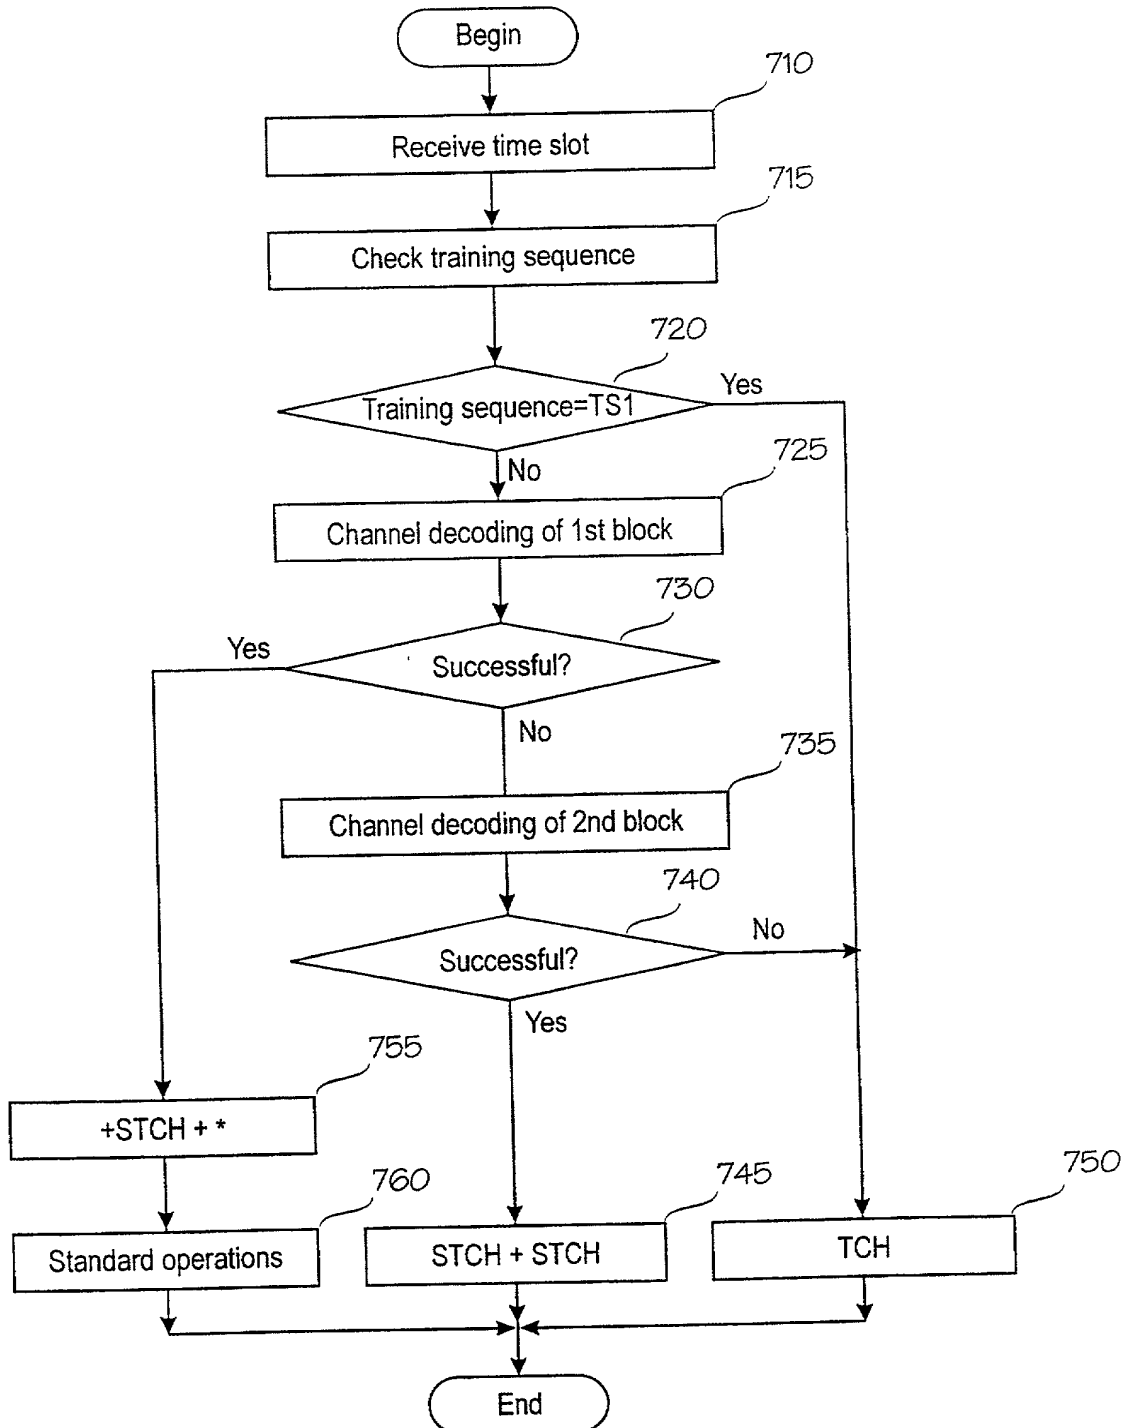 Begin
710
Receive time slot
715
Check training sequence
720
Training sequence=TS1
Yes
No
725
Channel decoding of 1st block
730
Yes
Successful?
No
735
Channel decoding of 2nd block
740
Successful?
No
Yes
755
+STCH + *
760
Standard operations
745
STCH + STCH
750
TCH
End